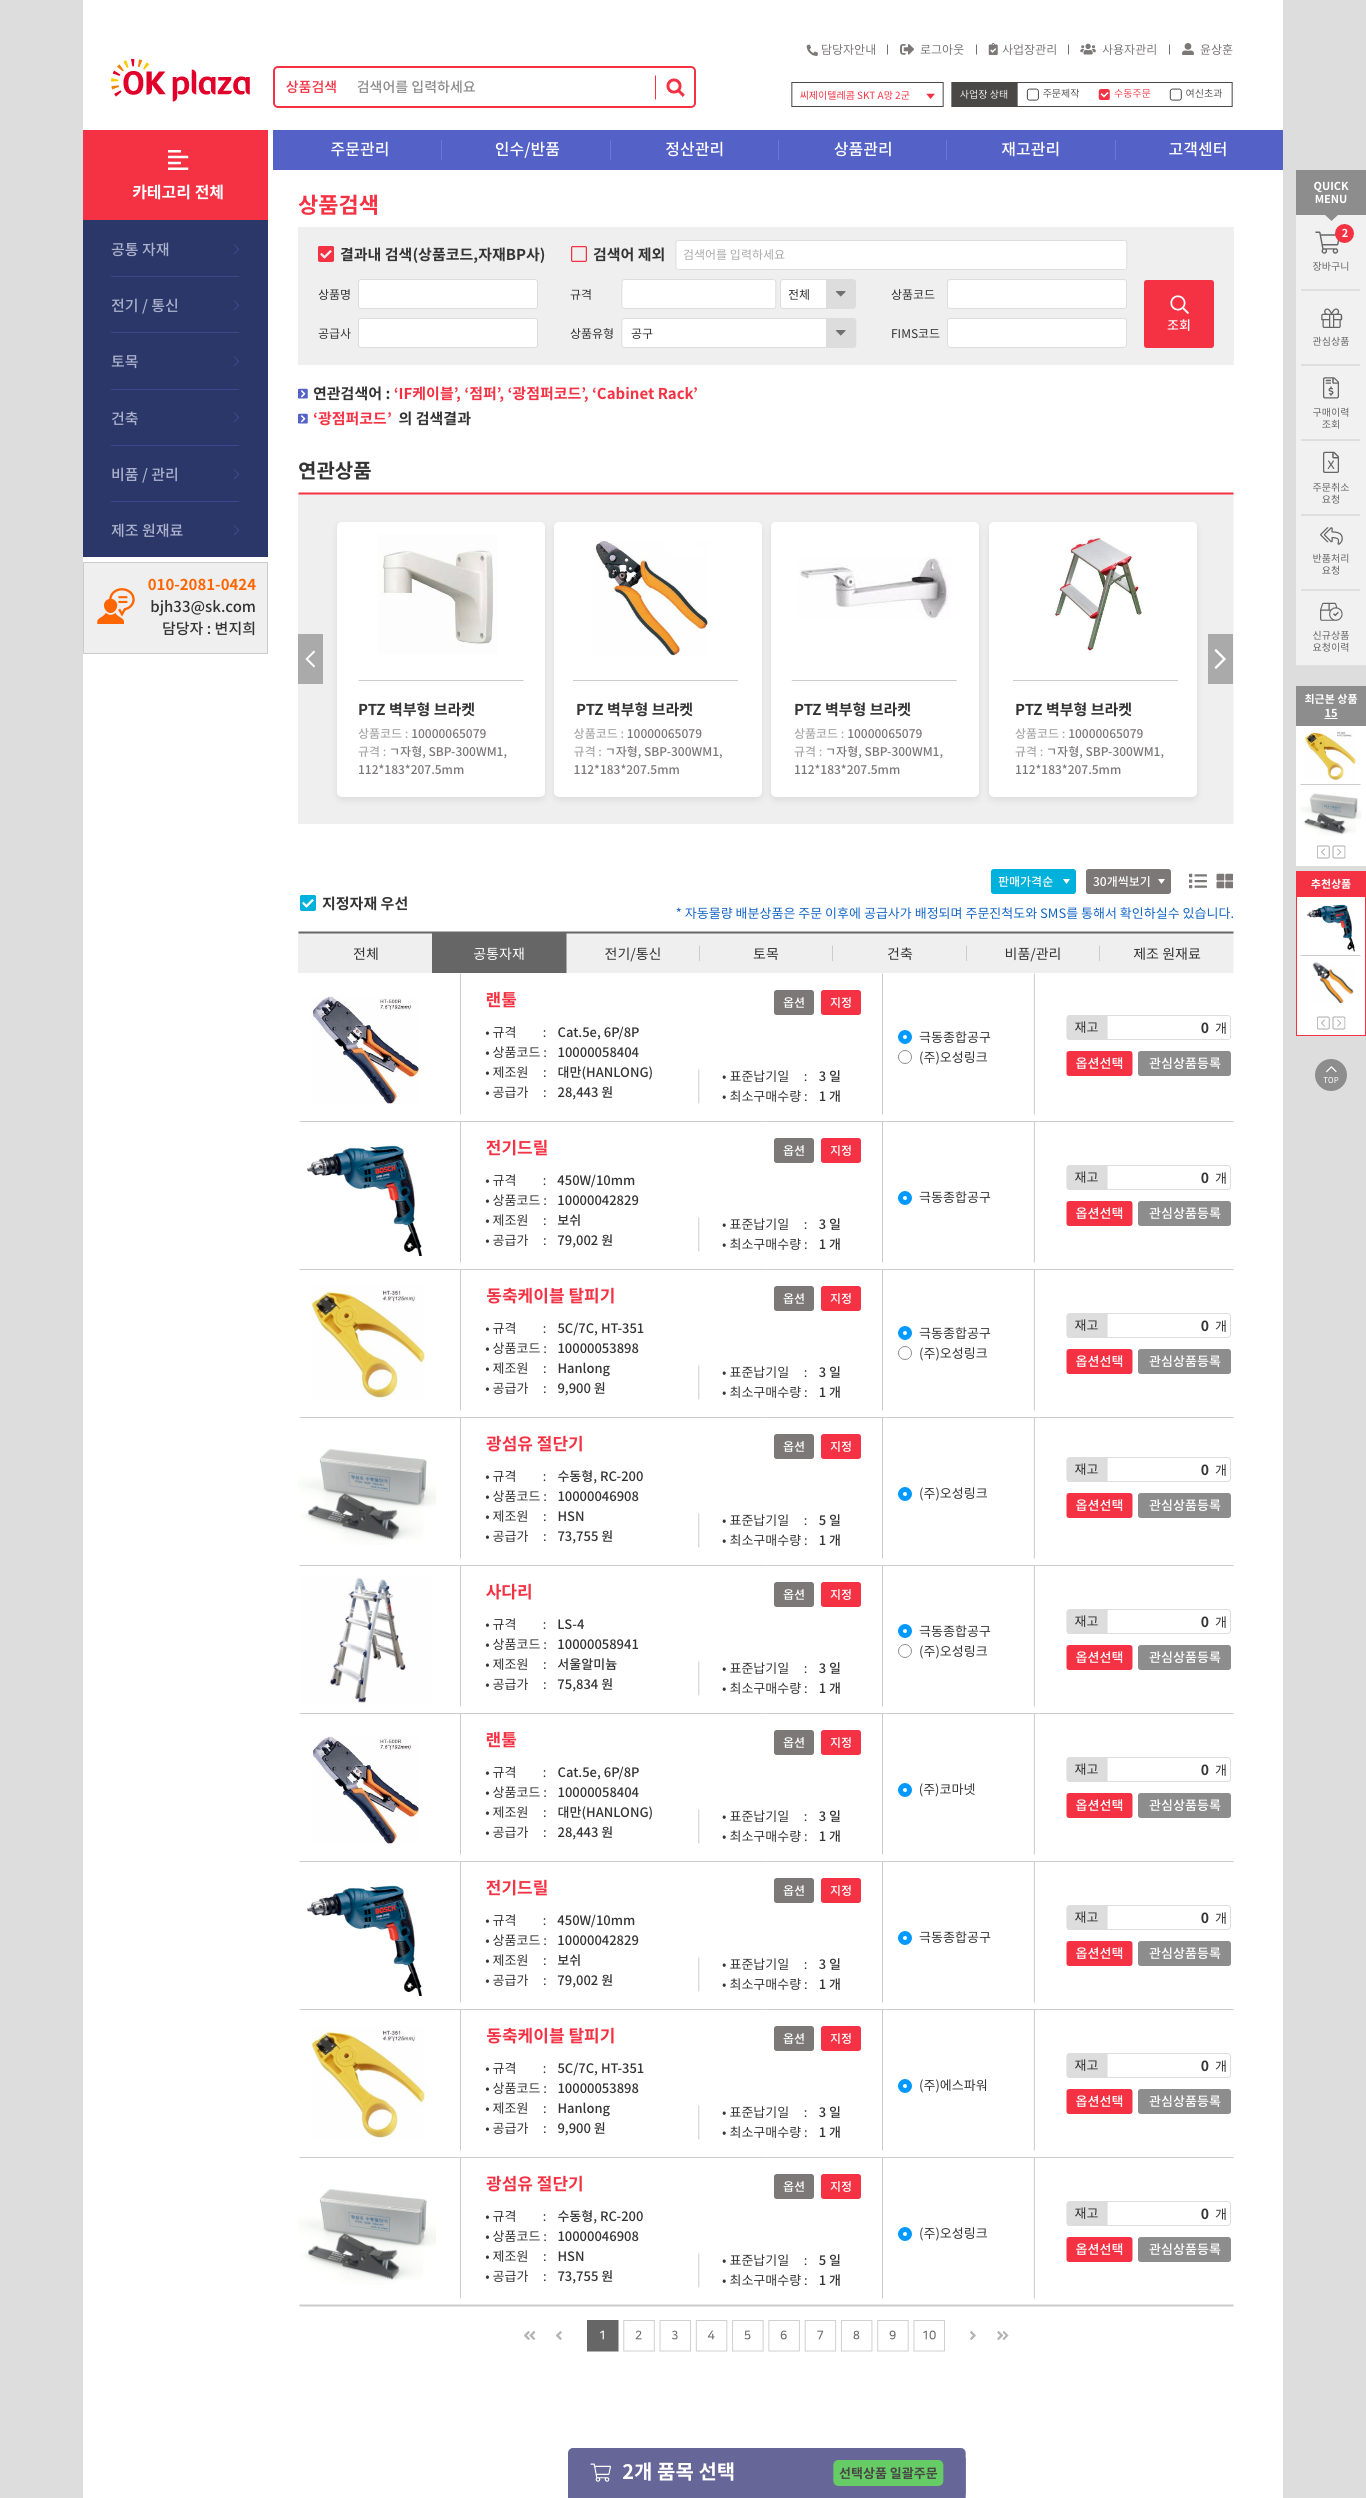 담당자안내
로그아웃
사업장관리
사용자관리
윤상훈
OK plaza
상품검색 검색어를 입력하세요
씨제이텔레콤 SKT A망 2군
사업장 상태 주문제작 수동주문 여신초과
카테고리 전체
주문관리 인수/반품 정산관리 상품관리 재고관리 고객센터
공통 자재
전기 / 통신
토목
건축
비품 / 관리
제조 원재료
010-2081-0424
bjh33@sk.com
담당자 : 변지희
상품검색
결과내 검색(상품코드,자재BP사) 검색어 제외 검색어를 입력하세요
상품명 규격 전체 상품코드
공급사 상품유형 공구 FIMS코드
조회
연관검색어 : ‘IF케이블’, ‘점퍼’, ‘광점퍼코드’, ‘Cabinet Rack’
‘광점퍼코드’ 의 검색결과
연관상품
PTZ 벽부형 브라켓
상품코드 : 10000065079
규격 : ㄱ자형, SBP-300WM1,
112*183*207.5mm
PTZ 벽부형 브라켓
상품코드 : 10000065079
규격 : ㄱ자형, SBP-300WM1,
112*183*207.5mm
PTZ 벽부형 브라켓
상품코드 : 10000065079
규격 : ㄱ자형, SBP-300WM1,
112*183*207.5mm
PTZ 벽부형 브라켓
상품코드 : 10000065079
규격 : ㄱ자형, SBP-300WM1,
112*183*207.5mm
판매가격순 30개씩보기
지정자재 우선
* 자동물량 배분상품은 주문 이후에 공급사가 배정되며 주문진척도와 SMS를 통해서 확인하실수 있습니다.
전체 공통자재 전기/통신 토목 건축 비품/관리 제조 원재료
HT-500R
7.5"(192mm)
랜툴
옵션 지정
• 규격 : Cat.5e, 6P/8P
• 상품코드 : 10000058404
• 제조원 : 대만(HANLONG)
• 공급가 : 28,443 원
• 표준납기일 : 3 일
• 최소구매수량 : 1 개
극동종합공구
(주)오성링크
재고 0 개
옵션선택 관심상품등록
BOSCH
전기드릴
옵션 지정
• 규격 : 450W/10mm
• 상품코드 : 10000042829
• 제조원 : 보쉬
• 공급가 : 79,002 원
• 표준납기일 : 3 일
• 최소구매수량 : 1 개
극동종합공구
재고 0 개
옵션선택 관심상품등록
HT-351
4.9"(125mm)
동축케이블 탈피기
옵션 지정
• 규격 : 5C/7C, HT-351
• 상품코드 : 10000053898
• 제조원 : Hanlong
• 공급가 : 9,900 원
• 표준납기일 : 3 일
• 최소구매수량 : 1 개
극동종합공구
(주)오성링크
재고 0 개
옵션선택 관심상품등록
광섬유 절단기
옵션 지정
• 규격 : 수동형, RC-200
• 상품코드 : 10000046908
• 제조원 : HSN
• 공급가 : 73,755 원
• 표준납기일 : 5 일
• 최소구매수량 : 1 개
(주)오성링크
재고 0 개
옵션선택 관심상품등록
사다리
옵션 지정
• 규격 : LS-4
• 상품코드 : 10000058941
• 제조원 : 서울알미늄
• 공급가 : 75,834 원
• 표준납기일 : 3 일
• 최소구매수량 : 1 개
극동종합공구
(주)오성링크
재고 0 개
옵션선택 관심상품등록
HT-500R
7.5"(192mm)
랜툴
옵션 지정
• 규격 : Cat.5e, 6P/8P
• 상품코드 : 10000058404
• 제조원 : 대만(HANLONG)
• 공급가 : 28,443 원
• 표준납기일 : 3 일
• 최소구매수량 : 1 개
(주)코마넷
재고 0 개
옵션선택 관심상품등록
BOSCH
전기드릴
옵션 지정
• 규격 : 450W/10mm
• 상품코드 : 10000042829
• 제조원 : 보쉬
• 공급가 : 79,002 원
• 표준납기일 : 3 일
• 최소구매수량 : 1 개
극동종합공구
재고 0 개
옵션선택 관심상품등록
HT-351
4.9"(125mm)
동축케이블 탈피기
옵션 지정
• 규격 : 5C/7C, HT-351
• 상품코드 : 10000053898
• 제조원 : Hanlong
• 공급가 : 9,900 원
• 표준납기일 : 3 일
• 최소구매수량 : 1 개
(주)에스파워
재고 0 개
옵션선택 관심상품등록
광섬유 절단기
옵션 지정
• 규격 : 수동형, RC-200
• 상품코드 : 10000046908
• 제조원 : HSN
• 공급가 : 73,755 원
• 표준납기일 : 5 일
• 최소구매수량 : 1 개
(주)오성링크
재고 0 개
옵션선택 관심상품등록
1 2 3 4 5 6 7 8 9 10
2개 품목 선택 선택상품 일괄주문
QUICK
MENU
2
장바구니
관심상품
구매이력
조회
주문취소
요청
반품처리
요청
신규상품
요청이력
최근본 상품
15
추천상품
TOP